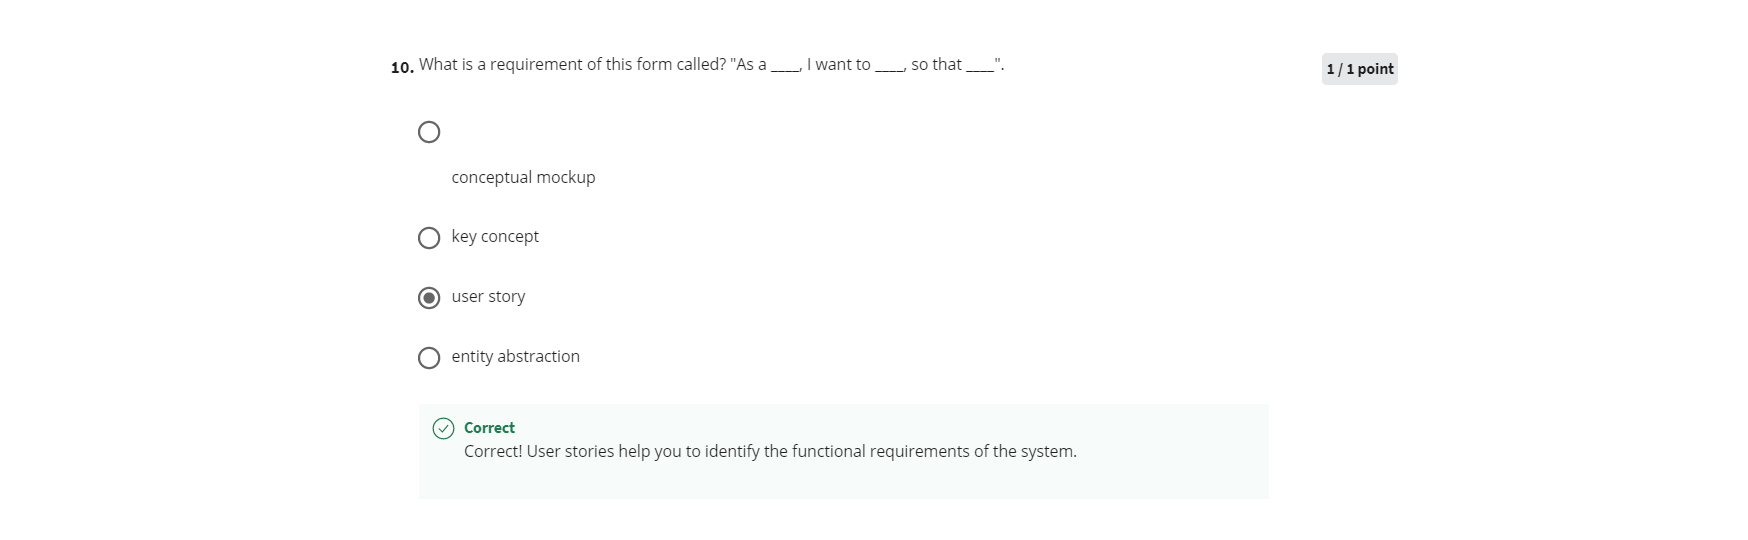 10. What is a requirement of this form called? "As a ____, I want to ____, so that ____".
1 / 1 point
conceptual mockup
key concept
user story
entity abstraction
Correct
Correct! User stories help you to identify the functional requirements of the system.